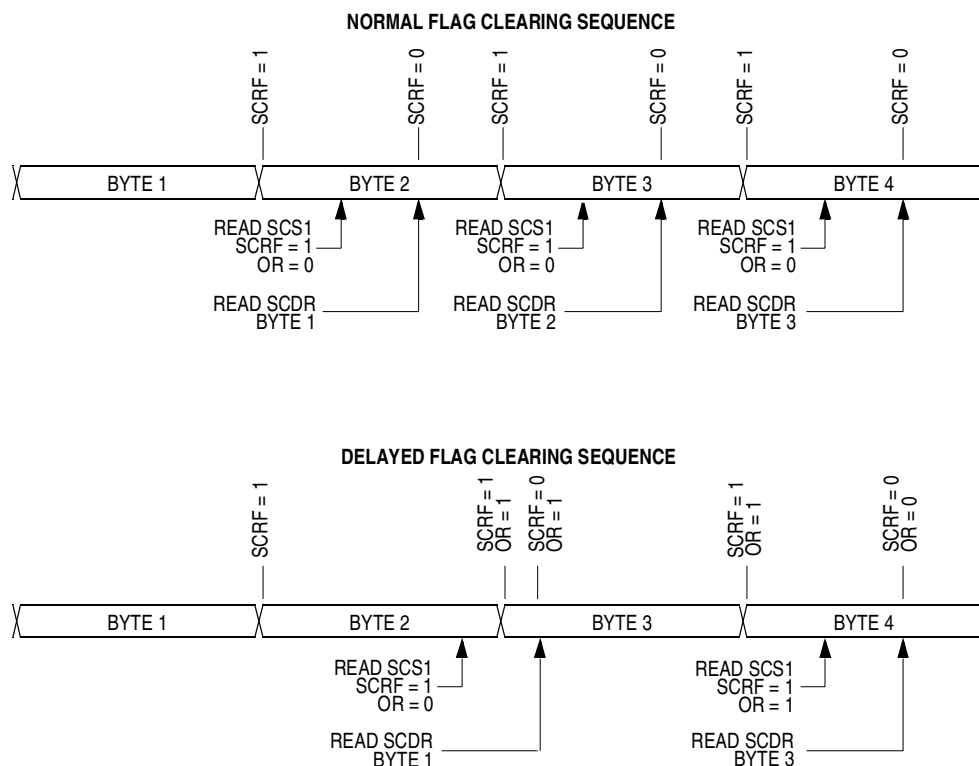 NORMAL FLAG CLEARING SEQUENCE
SCRF = 1
SCRF = 0
SCRF = 1
SCRF = 0
SCRF = 1
SCRF = 0
BYTE 1
BYTE 2
BYTE 3
BYTE 4
READ SCS1
SCRF = 1
OR = 0
READ SCS1
SCRF = 1
OR = 0
READ SCS1
SCRF = 1
OR = 0
READ SCDR
BYTE 1
READ SCDR
BYTE 2
READ SCDR
BYTE 3
DELAYED FLAG CLEARING SEQUENCE
SCRF = 1
SCRF = 1
OR = 1
SCRF = 0
OR = 1
SCRF = 1
OR = 1
SCRF = 0
OR = 0
BYTE 1
BYTE 2
BYTE 3
BYTE 4
READ SCS1
SCRF = 1
OR = 0
READ SCS1
SCRF = 1
OR = 1
READ SCDR
BYTE 1
READ SCDR
BYTE 3